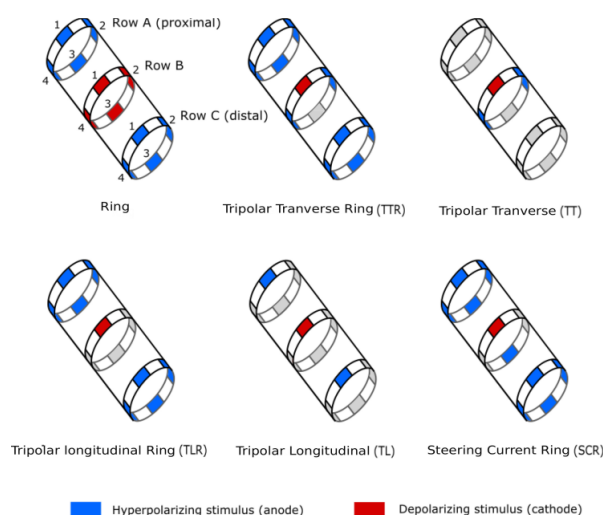 1
2
Row A (proximal)
3
4
1
2
Row B
3
4
Row C (distal)
1
2
3
4
Ring
Tripolar Tranverse Ring (TTR)
Tripolar Tranverse (TT)
Tripolar longitudinal Ring (TLR)
Tripolar Longitudinal (TL)
Steering Current Ring (SCR)
Hyperpolarizing stimulus (anode)
Depolarizing stimulus (cathode)